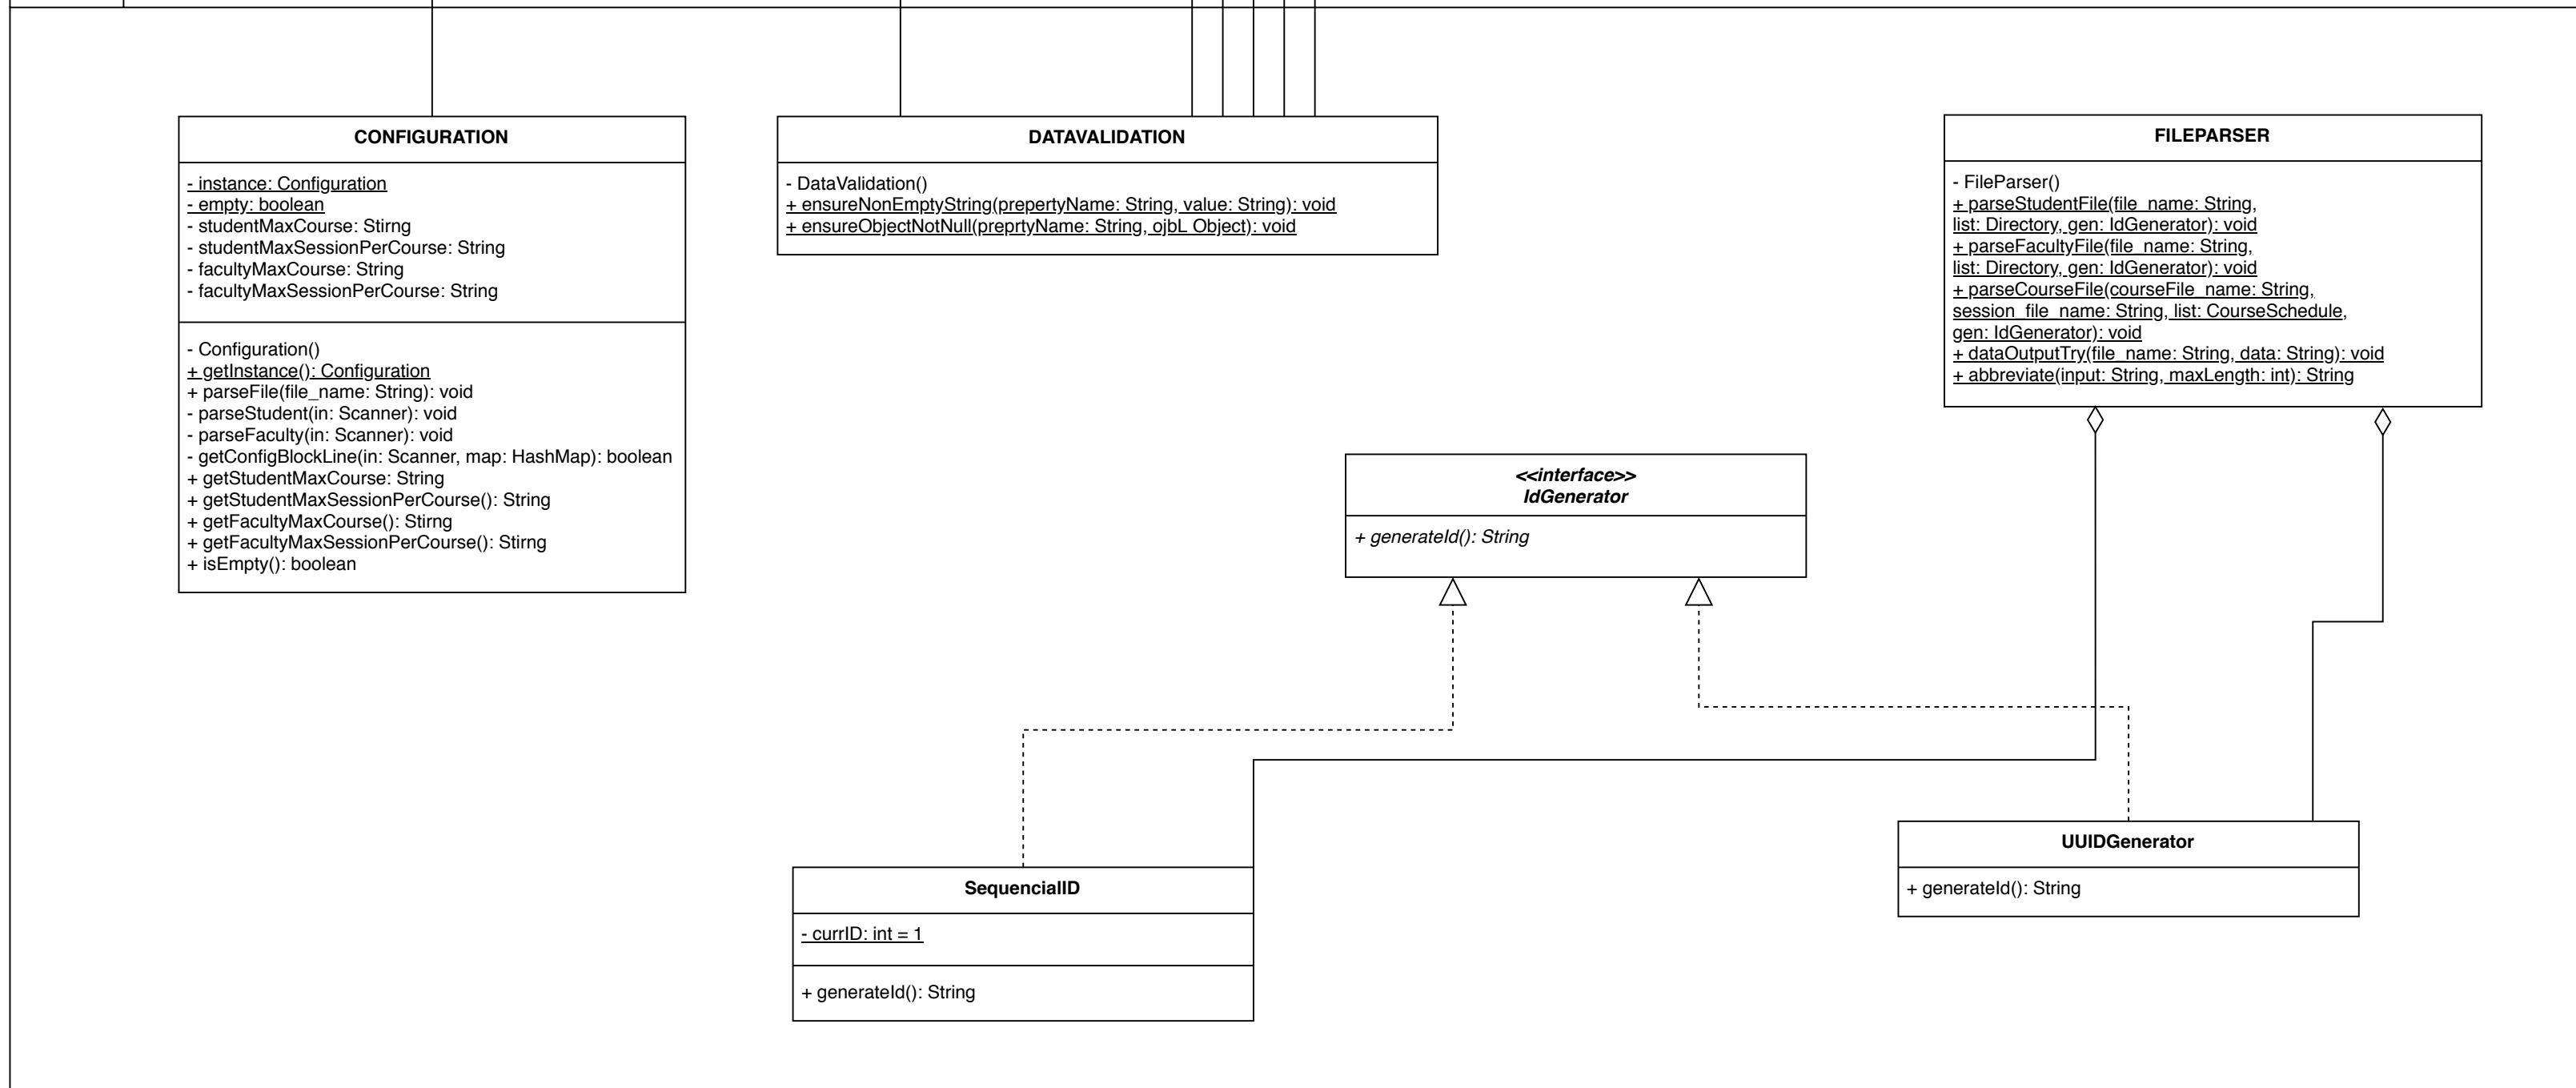 CONFIGURATION
- instance: Configuration
- empty: boolean
- studentMaxCourse: Stirng
- studentMaxSessionPerCourse: String
- facultyMaxCourse: String
- facultyMaxSessionPerCourse: String
- Configuration()
+ getInstance(): Configuration
+ parseFile(file_name: String): void
- parseStudent(in: Scanner): void
- parseFaculty(in: Scanner): void
- getConfigBlockLine(in: Scanner, map: HashMap): boolean
+ getStudentMaxCourse: String
+ getStudentMaxSessionPerCourse(): String
+ getFacultyMaxCourse(): Stirng
+ getFacultyMaxSessionPerCourse(): Stirng
+ isEmpty(): boolean
DATAVALIDATION
- DataValidation()
+ ensureNonEmptyString(prepertyName: String, value: String): void
+ ensureObjectNotNull(preprtyName: String, ojbL Object): void
FILEPARSER
- FileParser()
+ parseStudentFile(file_name: String,
list: Directory, gen: IdGenerator): void
+ parseFacultyFile(file_name: String,
list: Directory, gen: IdGenerator): void
+ parseCourseFile(courseFile_name: String,
session_file_name: String, list: CourseSchedule,
gen: IdGenerator): void
+ dataOutputTry(file_name: String, data: String): void
+ abbreviate(input: String, maxLength: int): String
<<interface>>
IdGenerator
+ generateId(): String
SequencialID
- currID: int = 1
+ generateId(): String
UUIDGenerator
+ generateId(): String